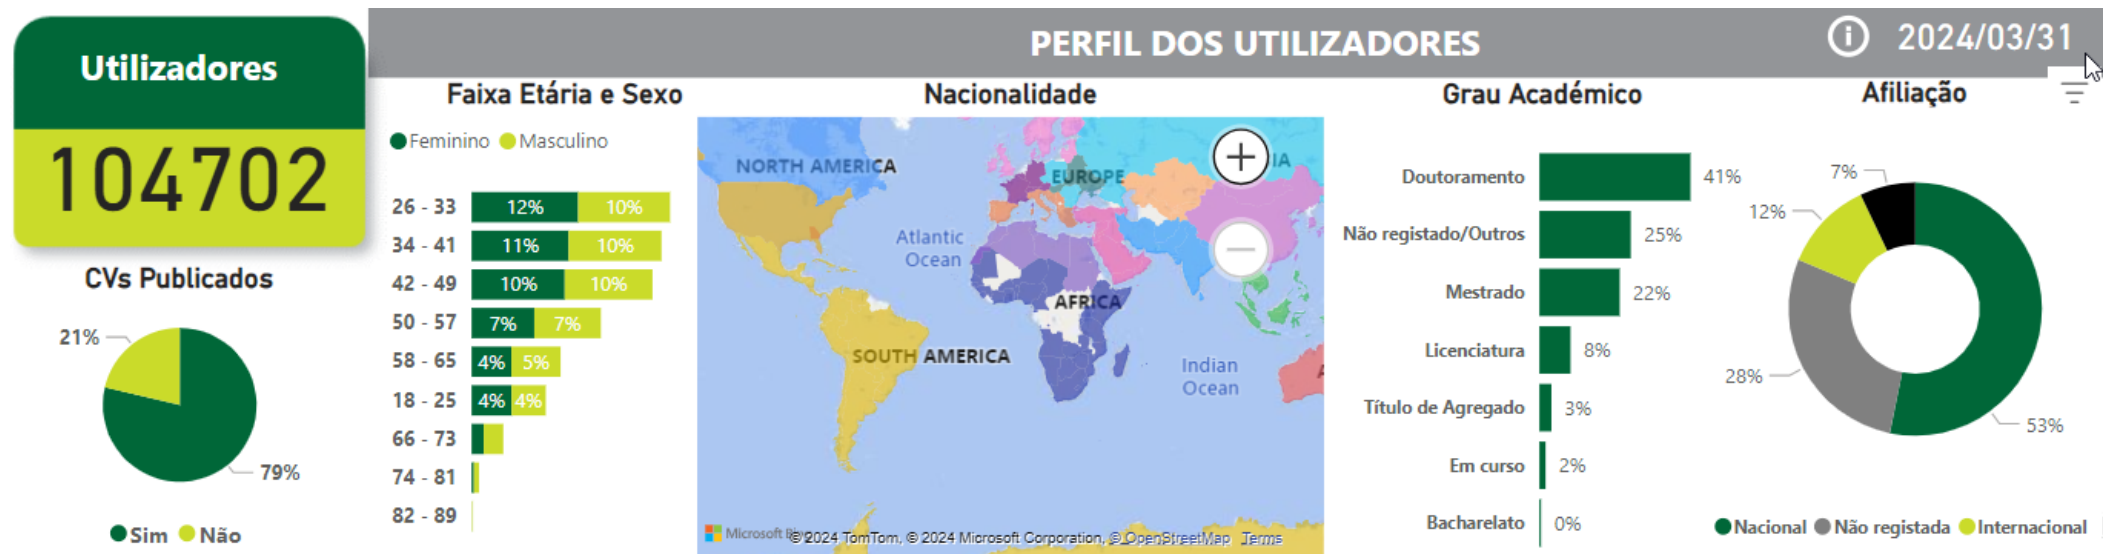 Utilizadores
104702
CVs Publicados
21%
79%
Sim Não
PERFIL DOS UTILIZADORES
2024/03/31
Faixa Etária e Sexo
Feminino Masculino
26 - 33 12% 10%
34 - 41 11% 10%
42 - 49 10% 10%
50 - 57 7% 7%
58 - 65 4% 5%
18 - 25 4% 4%
66 - 73
74 - 81
82 - 89
Nacionalidade
NORTH AMERICA
EUROPE
IA
Atlantic
Ocean
AFRICA
SOUTH AMERICA
Indian
Ocean
A
Microsoft © 2024 TomTom, © 2024 Microsoft Corporation, © OpenStreetMap Terms
Grau Académico
Doutoramento 41%
Não registado/Outros 25%
Mestrado 22%
Licenciatura 8%
Título de Agregado 3%
Em curso 2%
Bacharelato 0%
Afiliação
7%
12%
28%
53%
Nacional Não registada Internacional